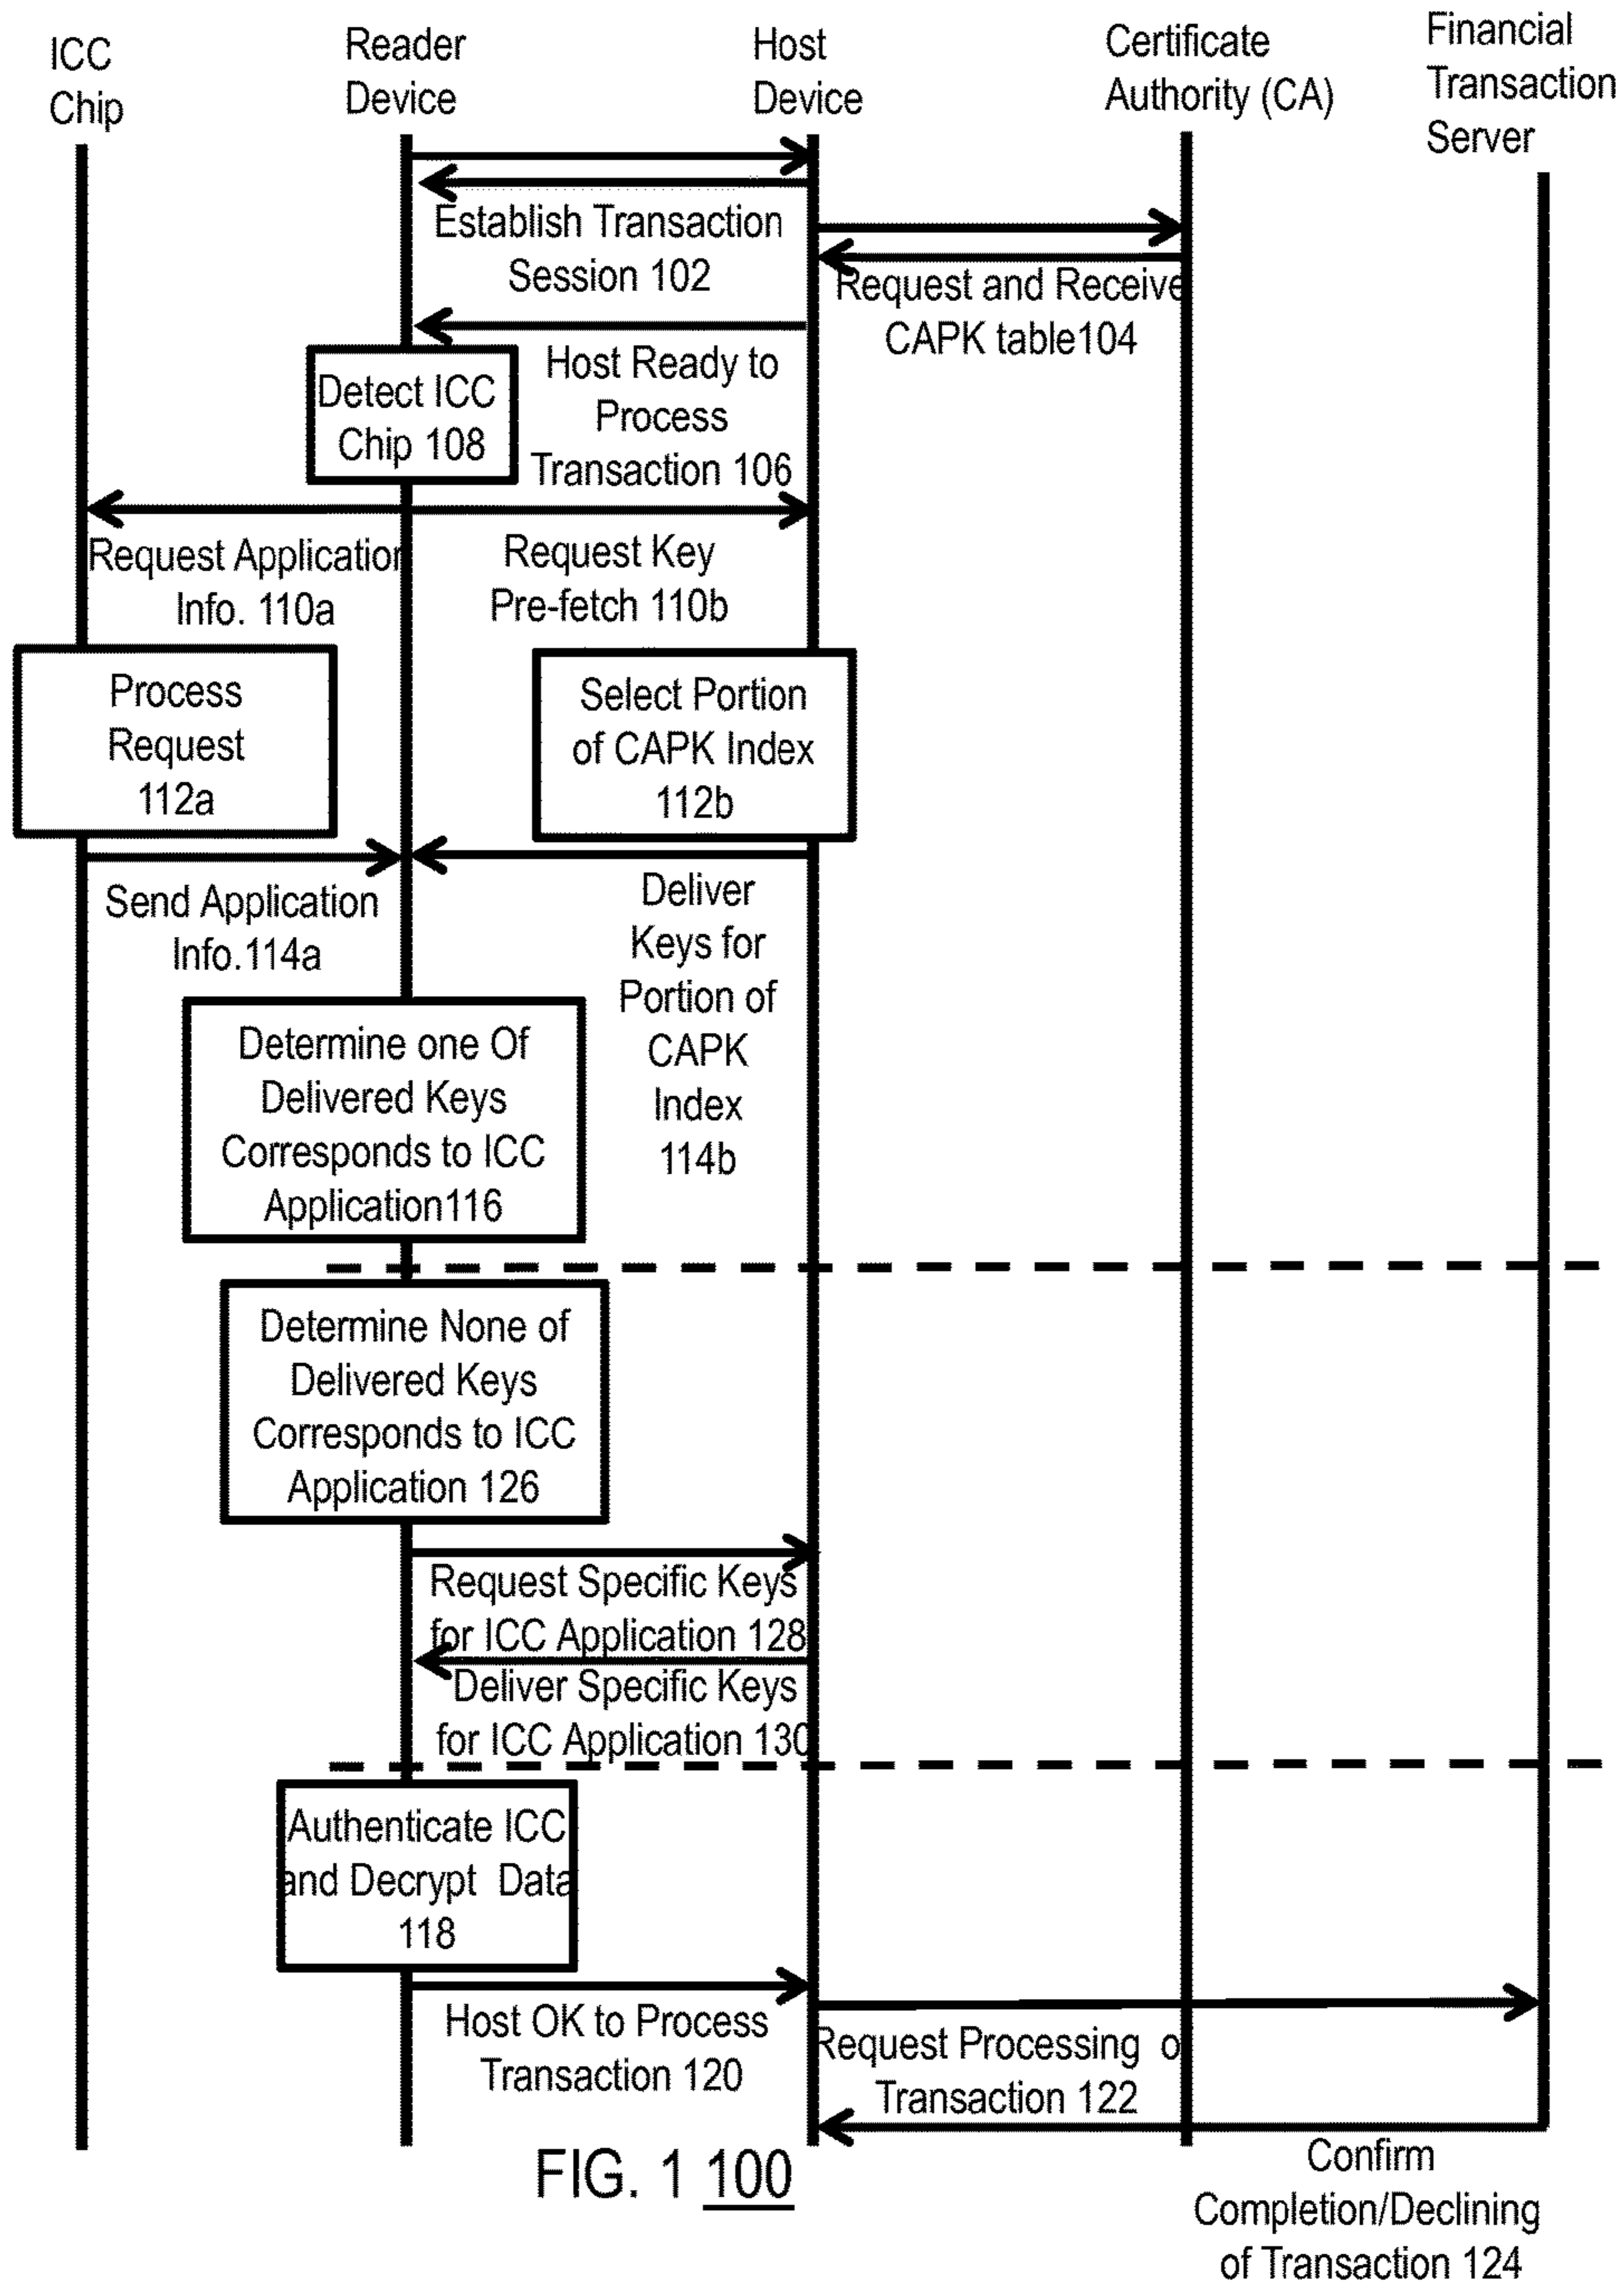 ICC
Chip
Reader
Device
Host
Device
Certificate
Authority (CA)
Financial
Transaction
Server
Establish Transaction
Session 102
Request and Receive
CAPK table104
Host Ready to
Process
Transaction 106
Detect ICC
Chip 108
Request Application
Info. 110a
Request Key
Pre-fetch 110b
Process
Request
112a
Select Portion
of CAPK Index
112b
Send Application
Info.114a
Deliver
Keys for
Portion of
CAPK
Index
114b
Determine one Of
Delivered Keys
Corresponds to ICC
Application116
Determine None of
Delivered Keys
Corresponds to ICC
Application 126
Request Specific Keys
for ICC Application 128
Deliver Specific Keys
for ICC Application 130
Authenticate ICC
and Decrypt Data
118
Host OK to Process
Transaction 120
Request Processing o
Transaction 122
Confirm
Completion/Declining
of Transaction 124
FIG. 1 100